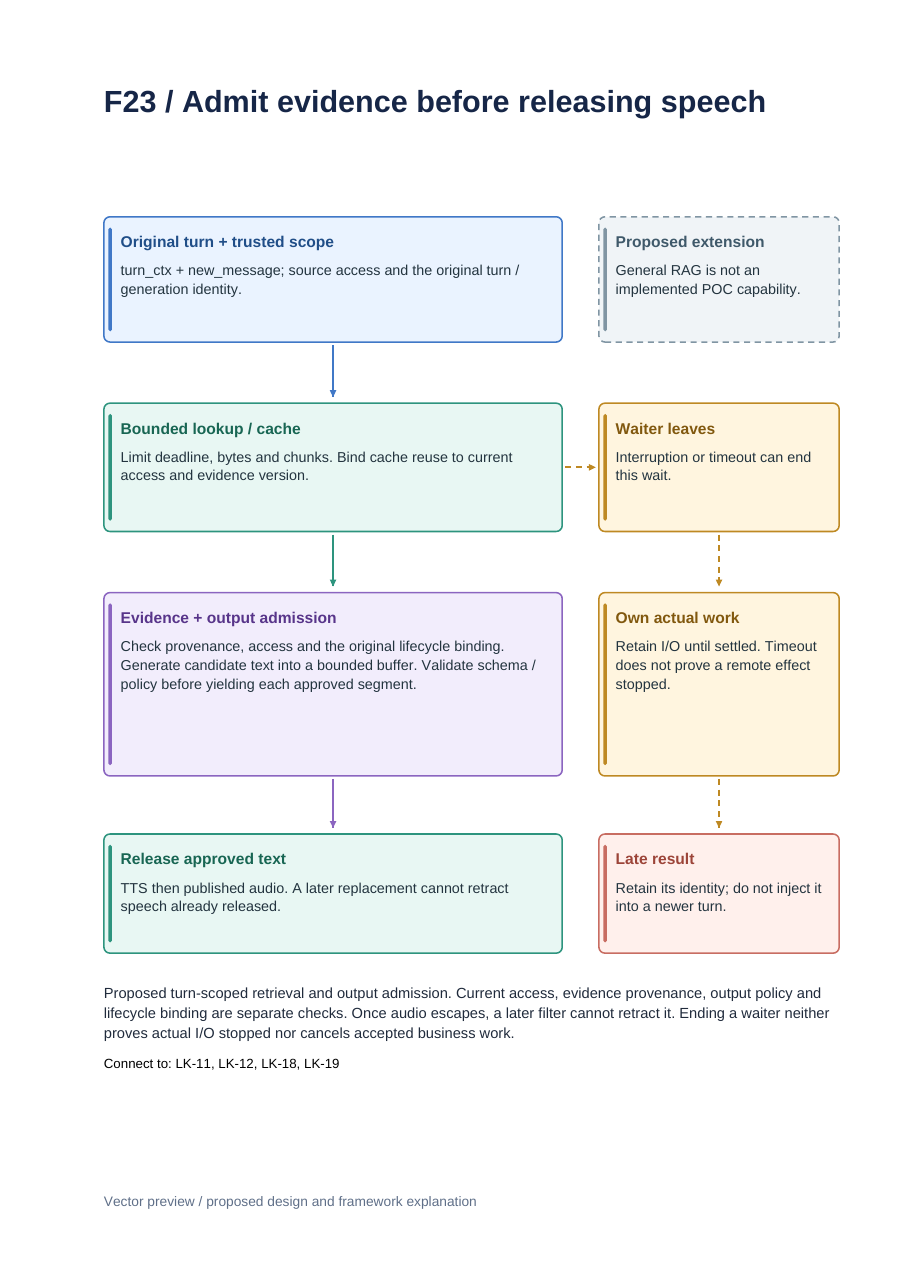 F23 / Admit evidence before releasing speech
Original turn + trusted scope
turn_ctx + new_message; source access and the original turn /
generation identity.
Proposed extension
General RAG is not an
implemented POC capability.
Bounded lookup / cache
Limit deadline, bytes and chunks. Bind cache reuse to current
access and evidence version.
Waiter leaves
Interruption or timeout can end
this wait.
Evidence + output admission
Check provenance, access and the original lifecycle binding.
Generate candidate text into a bounded buffer. Validate schema /
policy before yielding each approved segment.
Own actual work
Retain I/O until settled. Timeout
does not prove a remote effect
stopped.
Release approved text
TTS then published audio. A later replacement cannot retract
speech already released.
Late result
Retain its identity; do not inject it
into a newer turn.
Proposed turn-scoped retrieval and output admission. Current access, evidence provenance, output policy and
lifecycle binding are separate checks. Once audio escapes, a later filter cannot retract it. Ending a waiter neither
proves actual I/O stopped nor cancels accepted business work.
Connect to: LK-11, LK-12, LK-18, LK-19
Vector preview / proposed design and framework explanation